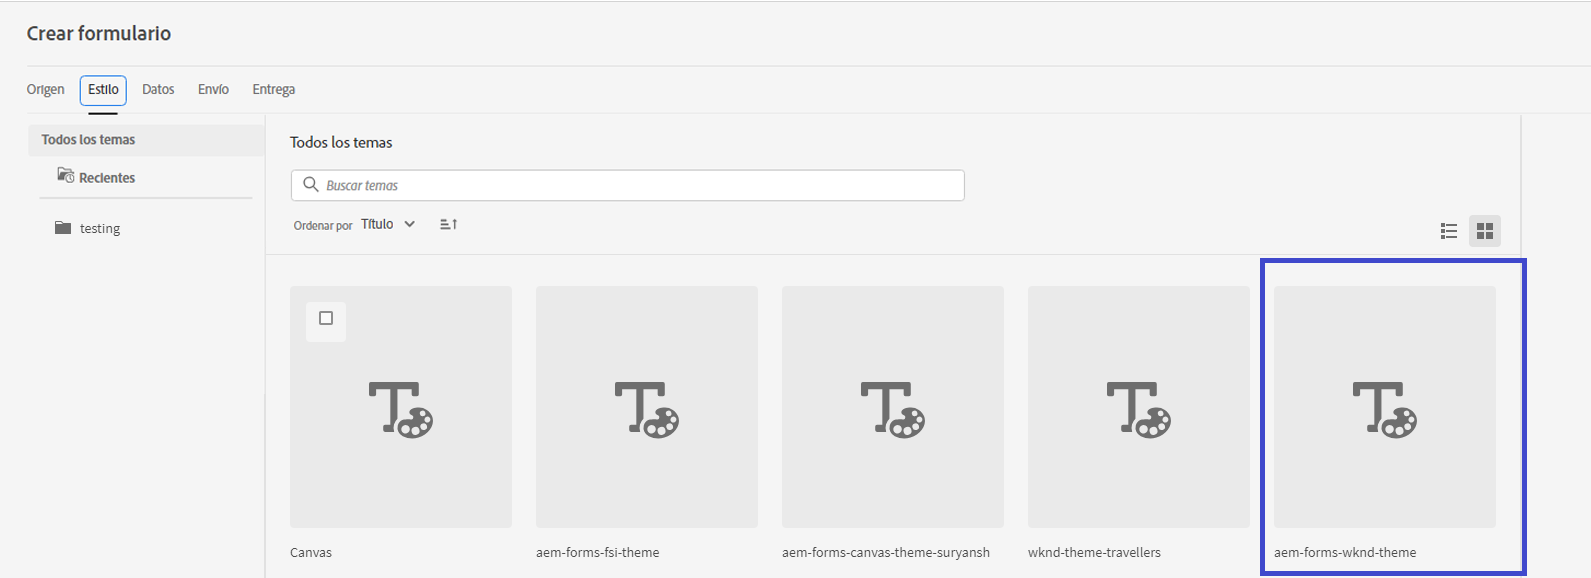 Crear formulario
Origen Estilo Datos Envío Entrega
Todos los temas
Recientes
testing
Todos los temas
Buscar temas
Ordenar por Título
Canvas
aem-forms-fsi-theme
aem-forms-canvas-theme-suryansh
wknd-theme-travellers
aem-forms-wknd-theme